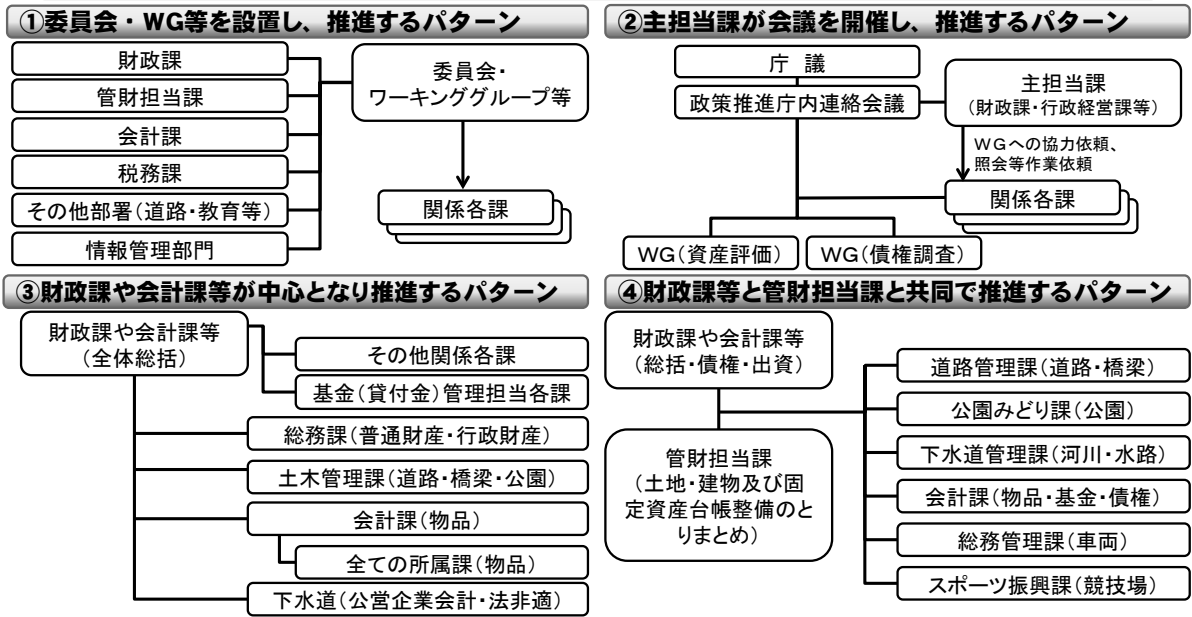 ①委員会・WG等を設置し、推進するパターン
財政課
管財担当課
会計課
税務課
その他部署(道路・教育等)
情報管理部門
委員会・
ワーキンググループ等
関係各課
②主担当課が会議を開催し、推進するパターン
庁 議
政策推進庁内連絡会議
主担当課
(財政課・行政経営課等)
WGへの協力依頼、
照会等作業依頼
関係各課
WG(資産評価)
WG(債権調査)
③財政課や会計課等が中心となり推進するパターン
財政課や会計課等
(全体総括)
その他関係各課
基金(貸付金)管理担当各課
総務課(普通財産・行政財産)
土木管理課(道路・橋梁・公園)
会計課(物品)
全ての所属課(物品)
下水道(公営企業会計・法非適)
④財政課等と管財担当課と共同で推進するパターン
財政課や会計課等
(総括・債権・出資)
管財担当課
(土地・建物及び固
定資産台帳整備のと
りまとめ)
道路管理課(道路・橋梁)
公園みどり課(公園)
下水道管理課(河川・水路)
会計課(物品・基金・債権)
総務管理課(車両)
スポーツ振興課(競技場)